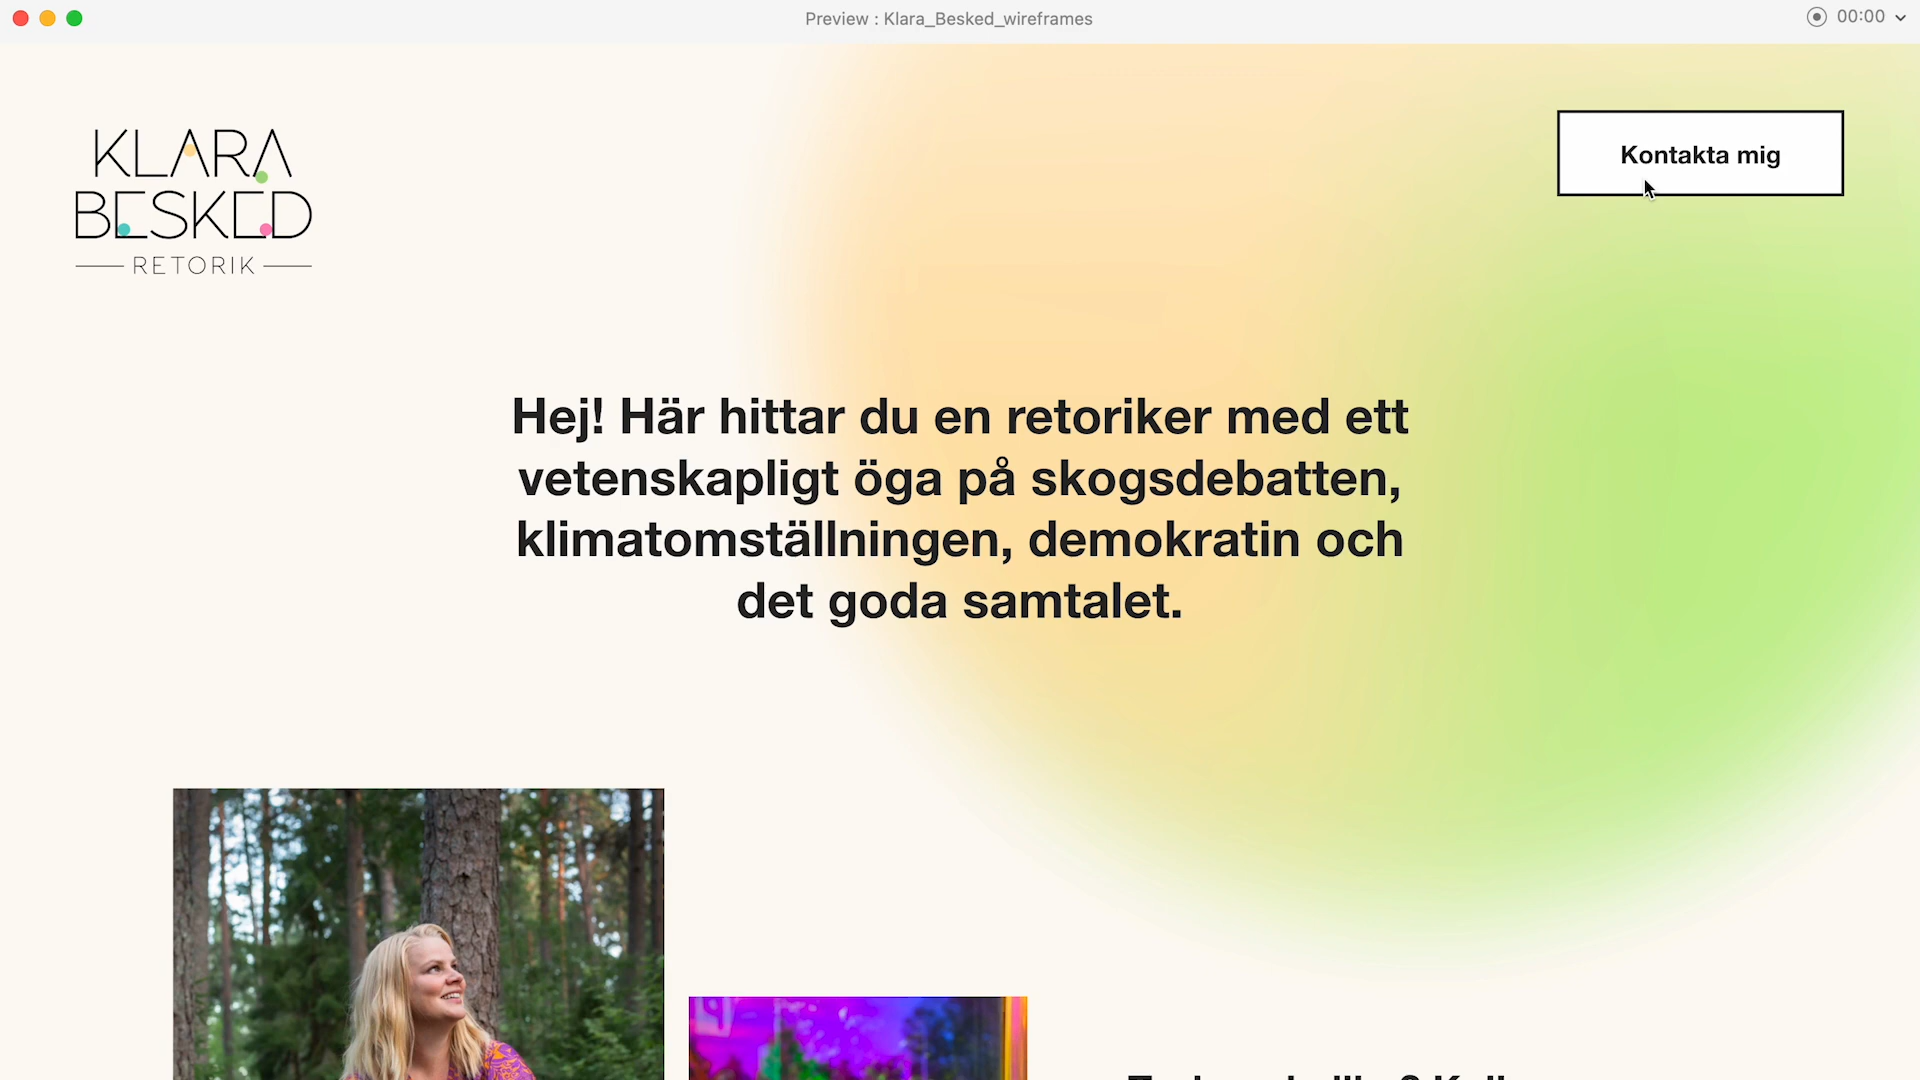 Preview : Klara_Besked_wireframes
00:00
KLARA
BESKED
RETORIK
Kontakta mig
Hej! Här hittar du en retoriker med ett
vetenskapligt öga på skogsdebatten,
klimatomställningen, demokratin och
det goda samtalet.